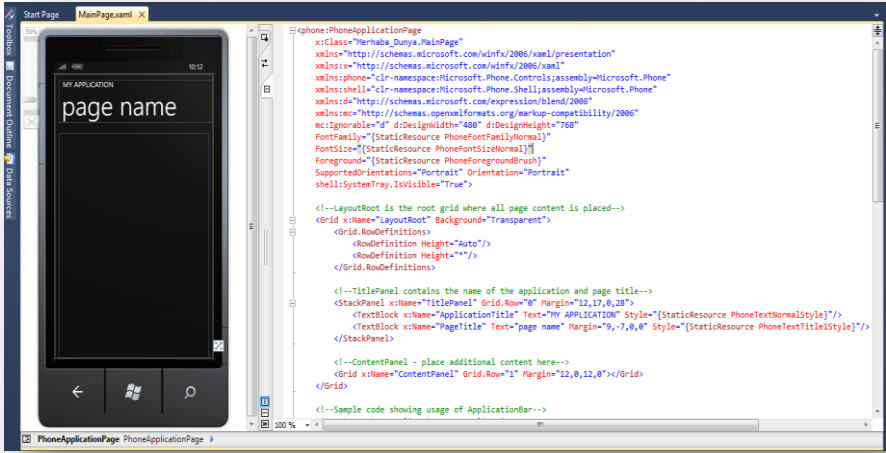 Start Page
MainPage.xaml X
Toolbox
Document Outline
Data Sources
50%
10:12
MY APPLICATION
page name
<phone:PhoneApplicationPage
x:Class="Merhaba_Dunya.MainPage"
xmlns="http://schemas.microsoft.com/winfx/2006/xaml/presentation"
xmlns:x="http://schemas.microsoft.com/winfx/2006/xaml"
xmlns:phone="clr-namespace:Microsoft.Phone.Controls;assembly=Microsoft.Phone"
xmlns:shell="clr-namespace:Microsoft.Phone.Shell;assembly=Microsoft.Phone"
xmlns:d="http://schemas.microsoft.com/expression/blend/2008"
xmlns:mc="http://schemas.openxmlformats.org/markup-compatibility/2006"
mc:Ignorable="d" d:DesignWidth="480" d:DesignHeight="768"
FontFamily="{StaticResource PhoneFontFamilyNormal}"
FontSize="{StaticResource PhoneFontSizeNormal}"
Foreground="{StaticResource PhoneForegroundBrush}"
SupportedOrientations="Portrait" Orientation="Portrait"
shell:SystemTray.IsVisible="True">
<!--LayoutRoot is the root grid where all page content is placed-->
<Grid x:Name="LayoutRoot" Background="Transparent">
<Grid.RowDefinitions>
<RowDefinition Height="Auto"/>
<RowDefinition Height="*"/>
</Grid.RowDefinitions>
<!--TitlePanel contains the name of the application and page title-->
<StackPanel x:Name="TitlePanel" Grid.Row="0" Margin="12,17,0,28">
<TextBlock x:Name="ApplicationTitle" Text="MY APPLICATION" Style="{StaticResource PhoneTextNormalStyle}"/>
<TextBlock x:Name="PageTitle" Text="page name" Margin="9,-7,0,0" Style="{StaticResource PhoneTextTitle1Style}"/>
</StackPanel>
<!--ContentPanel - place additional content here-->
<Grid x:Name="ContentPanel" Grid.Row="1" Margin="12,0,12,0"></Grid>
</Grid>
<!--Sample code showing usage of ApplicationBar-->
100 %
PhoneApplicationPage PhoneApplicationPage